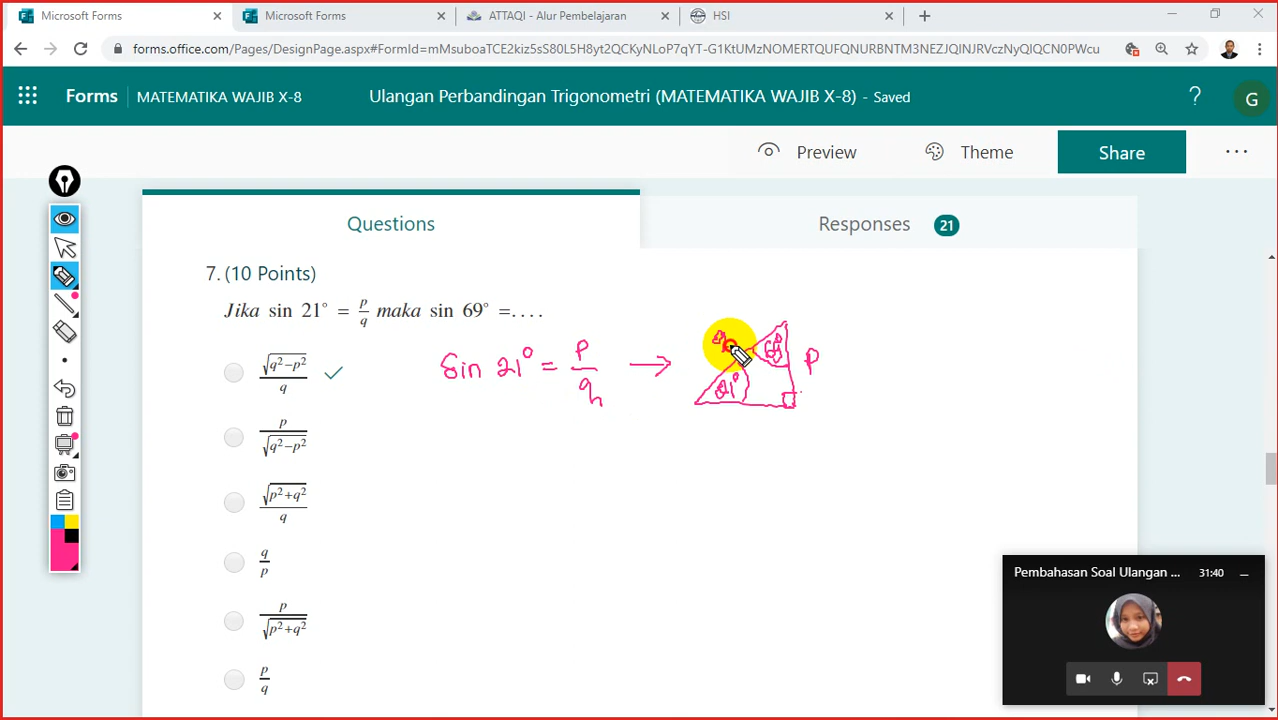 Microsoft Forms
Microsoft Forms
ATTAQI - Alur Pembelajaran
HSI
forms.office.com/Pages/DesignPage.aspx#FormId=mMsuboaTCE2kiz5sS80L5H8yt2QCKyNLoP7qYT-G1KtUMzNOMERTQUFQNURBNTM3NEZJQlNJRVczNyQlQCN0PWcu
Forms
MATEMATIKA WAJIB X-8
Ulangan Perbandingan Trigonometri (MATEMATIKA WAJIB X-8) - Saved
?
G
Preview
Theme
Share
Questions
Responses 21
7. (10 Points)
Jika sin 21° = p/q maka sin 69° =....
√(q²−p²)/q
p/√(q²−p²)
√(p²+q²)/q
q/p
p/√(p²+q²)
p/q
sin 21° = p/q →
69°
p
21°
Pembahasan Soal Ulangan ... 31:40